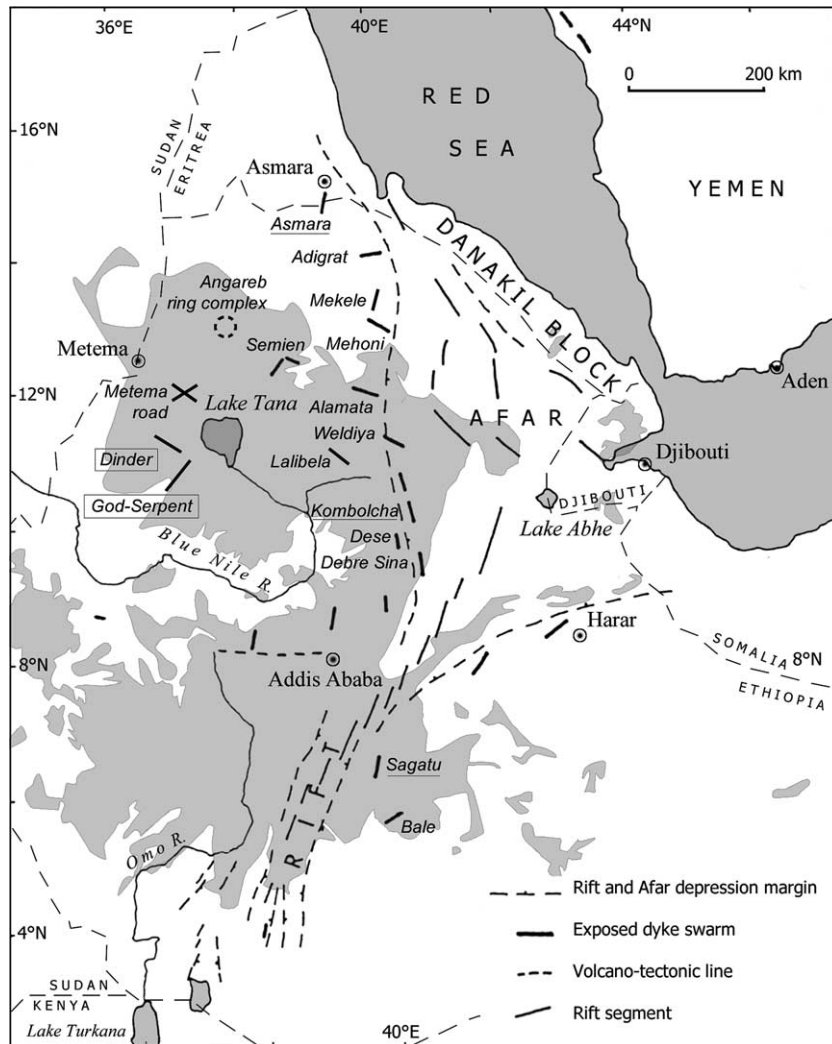 36°E
40°E
44°N
0
200 km
RED
SEA
16°N
SUDAN
ERITREA
Asmara
YEMEN
Asmara
Adigrat
DANAKIL BLOCK
Angareb
ring complex
Mekele
Metema
Semien
Mehoni
Aden
12°N
Metema
road
Lake Tana
Alamata
AFAR
Weldiya
Dinder
Lalibela
Djibouti
God-Serpent
Kombolcha
DJIBOUTI
Lake Abhe
Blue Nile R.
Dese
Debre Sina
Harar
8°N
SOMALIA
8°N
ETHIOPIA
Addis Ababa
Sagatu
RIFT
Bale
Omo R.
Rift and Afar depression margin
4°N
Exposed dyke swarm
Volcano-tectonic line
SUDAN
KENYA
Rift segment
Lake Turkana
40°E